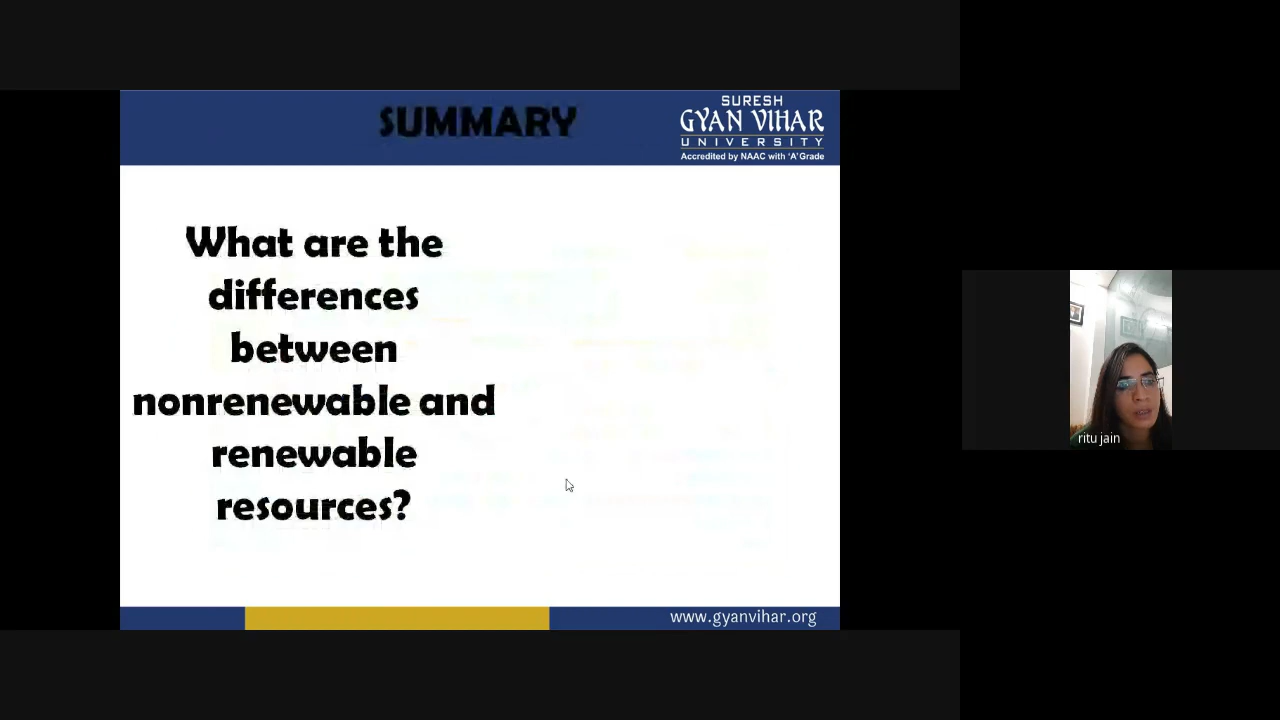 SUMMARY
SURESH
GYAN VIHAR
UNIVERSITY
Accredited by NAAC with 'A' Grade
What are the
differences
between
nonrenewable and
renewable
resources?
ritu jain
www.gyanvihar.org